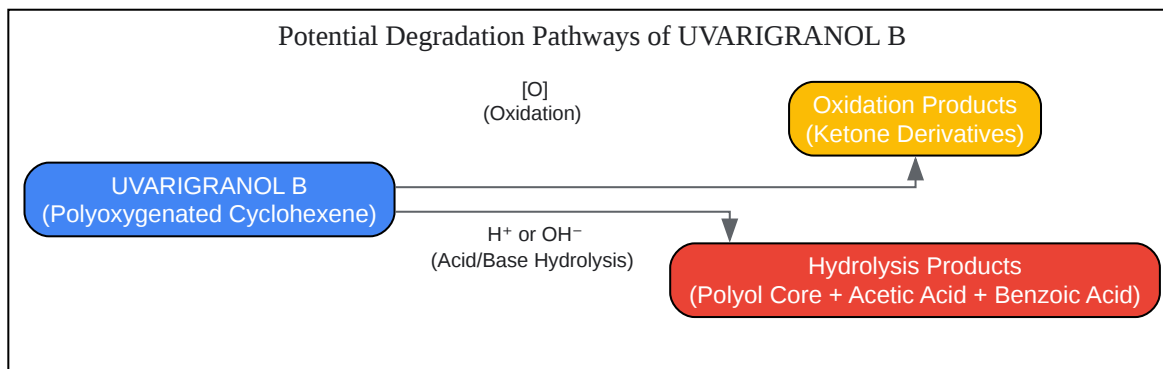 Potential Degradation Pathways of UVARIGRANOL B
[O]
(Oxidation)
Oxidation Products
(Ketone Derivatives)
UVARIGRANOL B
(Polyoxygenated Cyclohexene)
H⁺ or OH⁻
(Acid/Base Hydrolysis)
Hydrolysis Products
(Polyol Core + Acetic Acid + Benzoic Acid)